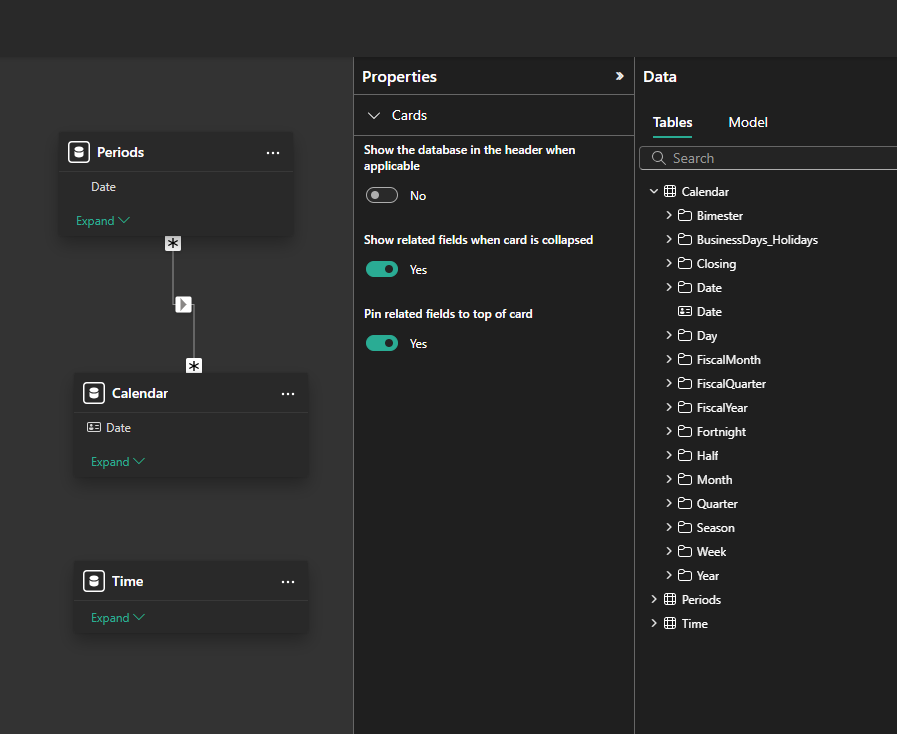 Periods
Date
Expand
*
*
Calendar
Date
Expand
Time
Expand
Properties
Cards
Show the database in the header when
applicable
No
Show related fields when card is collapsed
Yes
Pin related fields to top of card
Yes
Data
Tables Model
Search
Calendar
Bimester
BusinessDays_Holidays
Closing
Date
Date
Day
FiscalMonth
FiscalQuarter
FiscalYear
Fortnight
Half
Month
Quarter
Season
Week
Year
Periods
Time